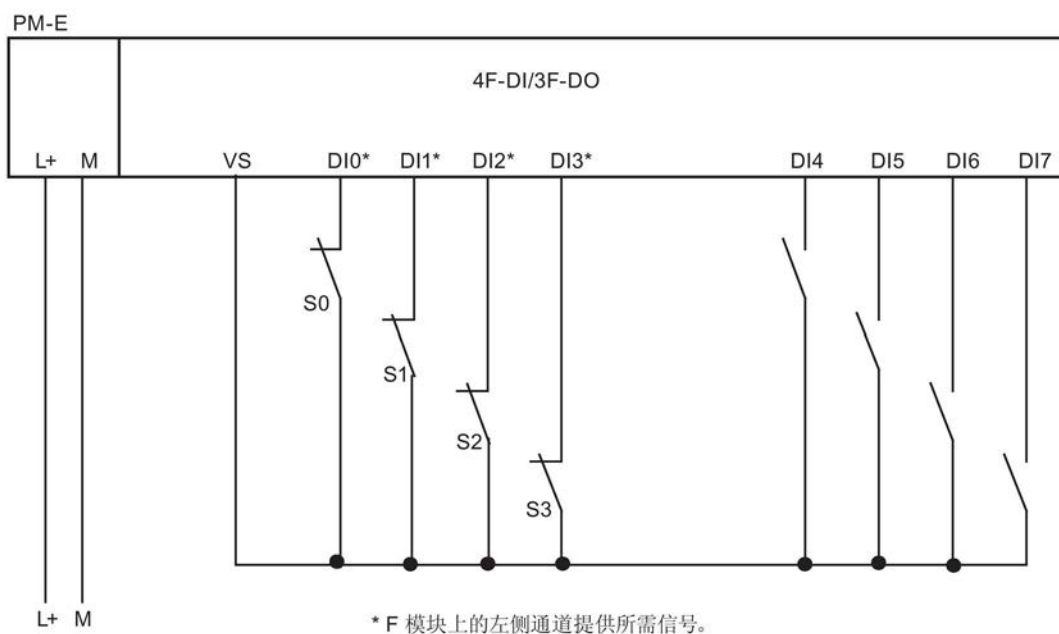 PM-E
4F-DI/3F-DO
L+ M VS DI0* DI1* DI2* DI3* DI4 DI5 DI6 DI7
S0
S1
S2
S3
L+ M
* F 模块上的左侧通道提供所需信号。